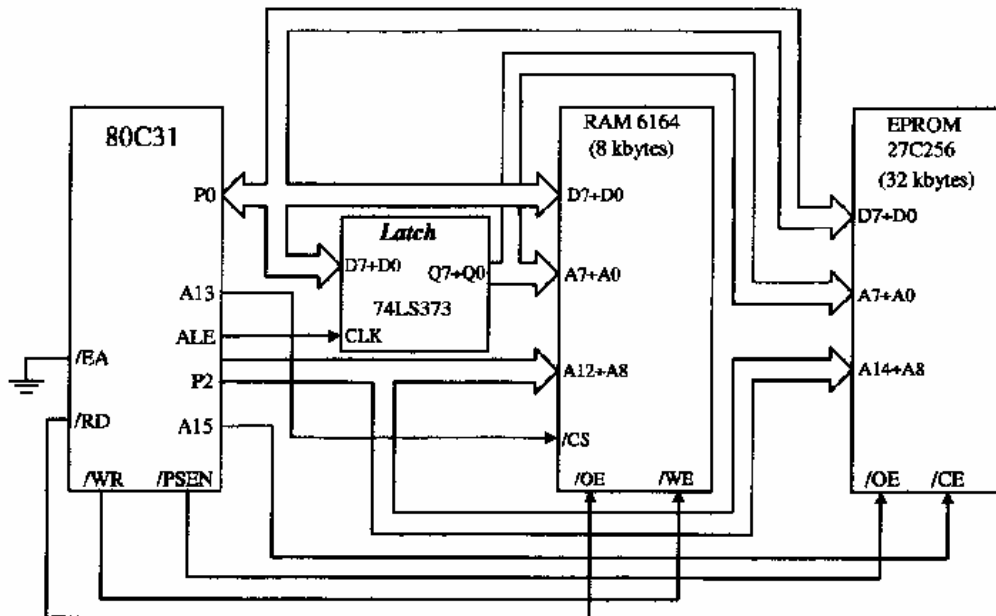 80C31
P0
A13
ALE
/EA
P2
/RD
A15
/WR /PSEN
Latch
D7+D0
Q7+Q0
74LS373
CLK
RAM 6164
(8 kbytes)
D7+D0
A7+A0
A12+A8
/CS
/OE /WE
EPROM
27C256
(32 kbytes)
D7+D0
A7+A0
A14+A8
/OE /CE